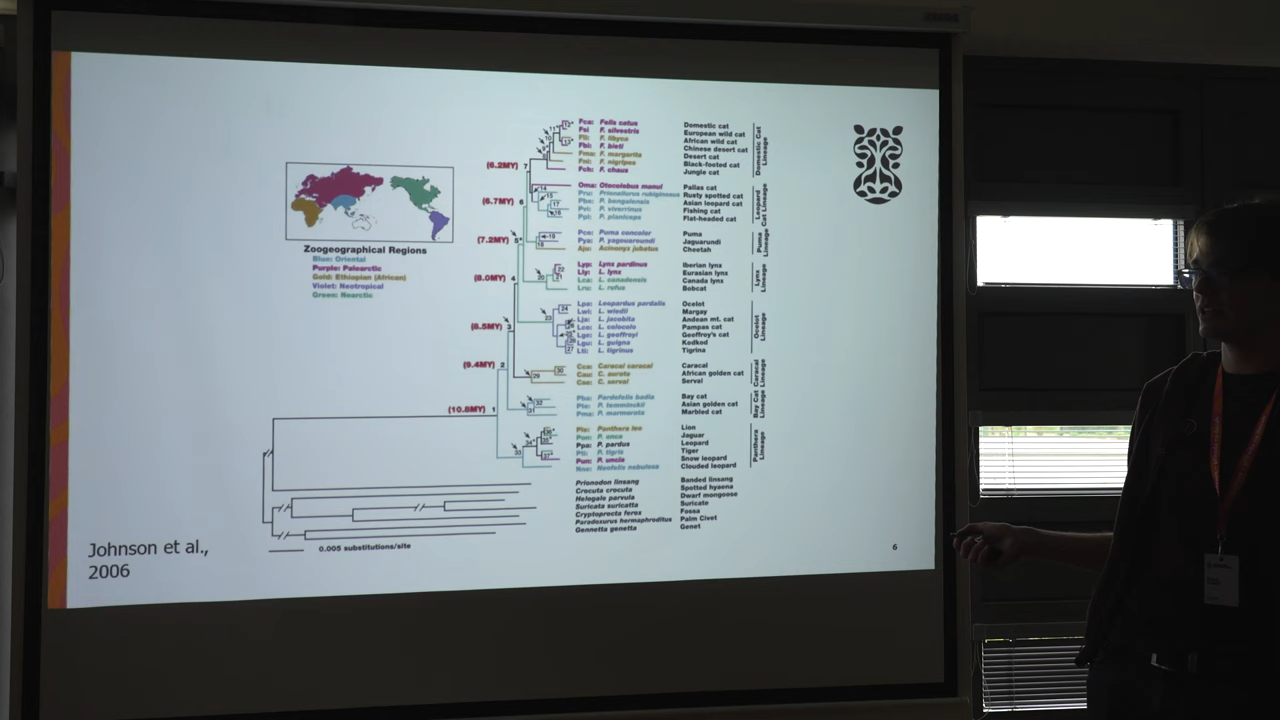 Zoogeographical Regions
Blue: Oriental
Purple: Palearctic
Gold: Ethiopian (African)
Violet: Neotropical
Green: Nearctic
(6.2MY) 7
(6.7MY) 6
(7.2MY) 5
(8.0MY) 4
(8.5MY) 3
(9.4MY) 2
(10.8MY) 1
Fca: Felis catus Domestic cat
Fsi F. silvestris European wild cat
Fli: F. libyca African wild cat
Fbi: F. bieti Chinese desert cat
Fma: F. margarita Desert cat
Fni: F. nigripes Black-footed cat
Fch: F. chaus Jungle cat
Domestic Cat Lineage
Oma: Otocolobus manul Pallas cat
Pru: Prionailurus rubiginosus Rusty spotted cat
Pbe: P. bengalensis Asian leopard cat
Pvi: P. viverrinus Fishing cat
Ppl: P. planiceps Flat-headed cat
Leopard Cat Lineage
Pco: Puma concolor Puma
Pya: P. yagouaroundi Jaguarundi
Aju: Acinonyx jubatus Cheetah
Puma Lineage
Lyp: Lynx pardinus Iberian lynx
Lly: L. lynx Eurasian lynx
Lca: L. canadensis Canada lynx
Lru: L. rufus Bobcat
Lynx Lineage
Lpa: Leopardus pardalis Ocelot
Lwi: L. wiedii Margay
Lja: L. jacobita Andean mt. cat
Lco: L. colocolo Pampas cat
Lge: L. geoffroyi Geoffroy's cat
Lgu: L. guigna Kodkod
Lti: L. tigrinus Tigrina
Ocelot Lineage
Cca: Caracal caracal Caracal
Cau: C. aurata African golden cat
Cse: C. serval Serval
Caracal Lineage
Pba: Pardofelis badia Bay cat
Pte: P. temminckii Asian golden cat
Pma: P. marmorata Marbled cat
Bay Cat Lineage
Ple: Panthera leo Lion
Pon: P. onca Jaguar
Ppa: P. pardus Leopard
Pti: P. tigris Tiger
Pun: P. uncia Snow leopard
Nne: Neofelis nebulosa Clouded leopard
Panthera Lineage
Prionodon linsang Banded linsang
Crocuta crocuta Spotted hyaena
Helogale parvula Dwarf mongoose
Suricata suricatta Suricate
Cryptoprocta ferox Fossa
Paradoxurus hermaphroditus Palm Civet
Gennetta genetta Genet
0.005 substitutions/site
Johnson et al.,
2006
6